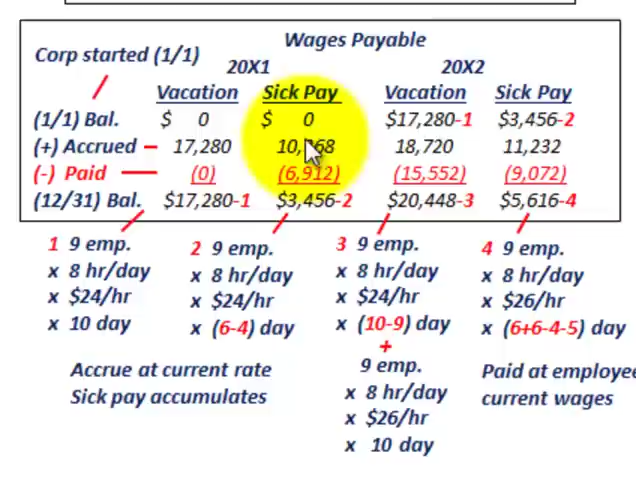 Wages Payable
Corp started (1/1)
20X1 20X2
Vacation Sick Pay Vacation Sick Pay
(1/1) Bal. $ 0 $ 0 $17,280-1 $3,456-2
(+) Accrued 17,280 18,720 11,232
(-) Paid (0) (6,912) (15,552) (9,072)
(12/31) Bal. $17,280-1 $3,456-2 $20,448-3 $5,616-4
1 9 emp. 2 9 emp. 3 9 emp. 4 9 emp.
x 8 hr/day x 8 hr/day x 8 hr/day x 8 hr/day
x $24/hr x $24/hr x $24/hr x $26/hr
x 10 day x (6-4) day x (10-9) day x (6+6-4-5) day
+
Accrue at current rate 9 emp. Paid at employee
Sick pay accumulates x 8 hr/day current wages
x $26/hr
x 10 day